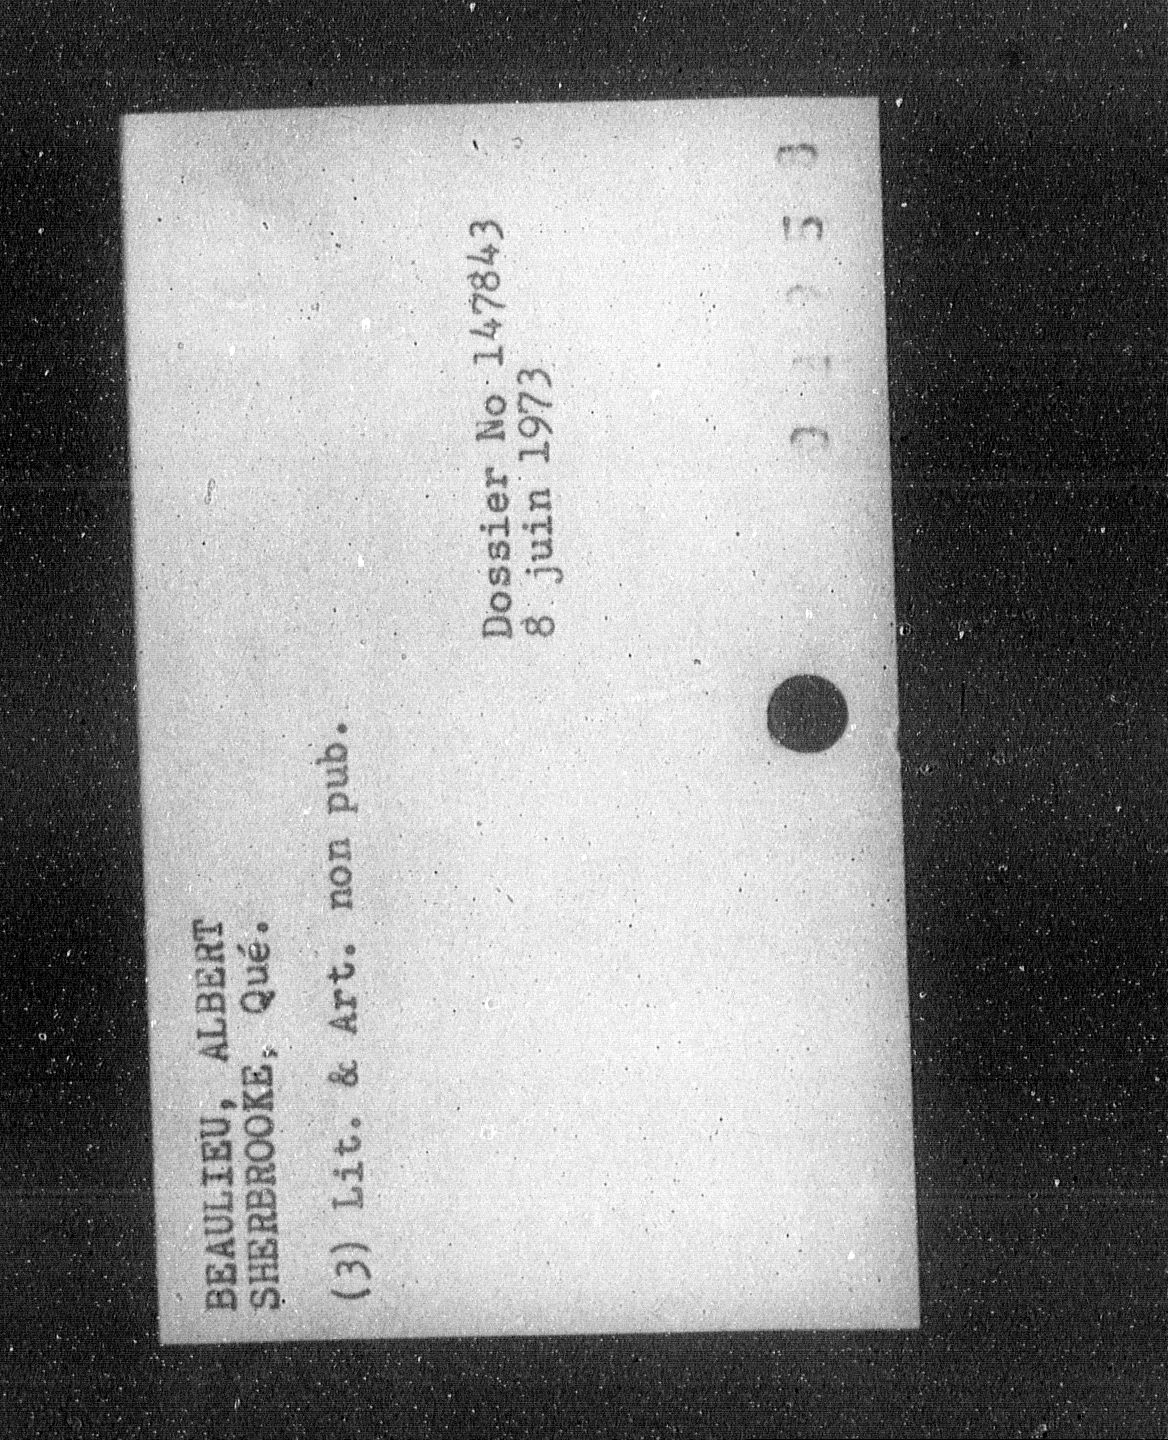 BEAULIEU, ALBERT
SHERBROOKE, Qué.
(3) Lit. & Art. non pub.
Dossier No 147843
8 juin 1973